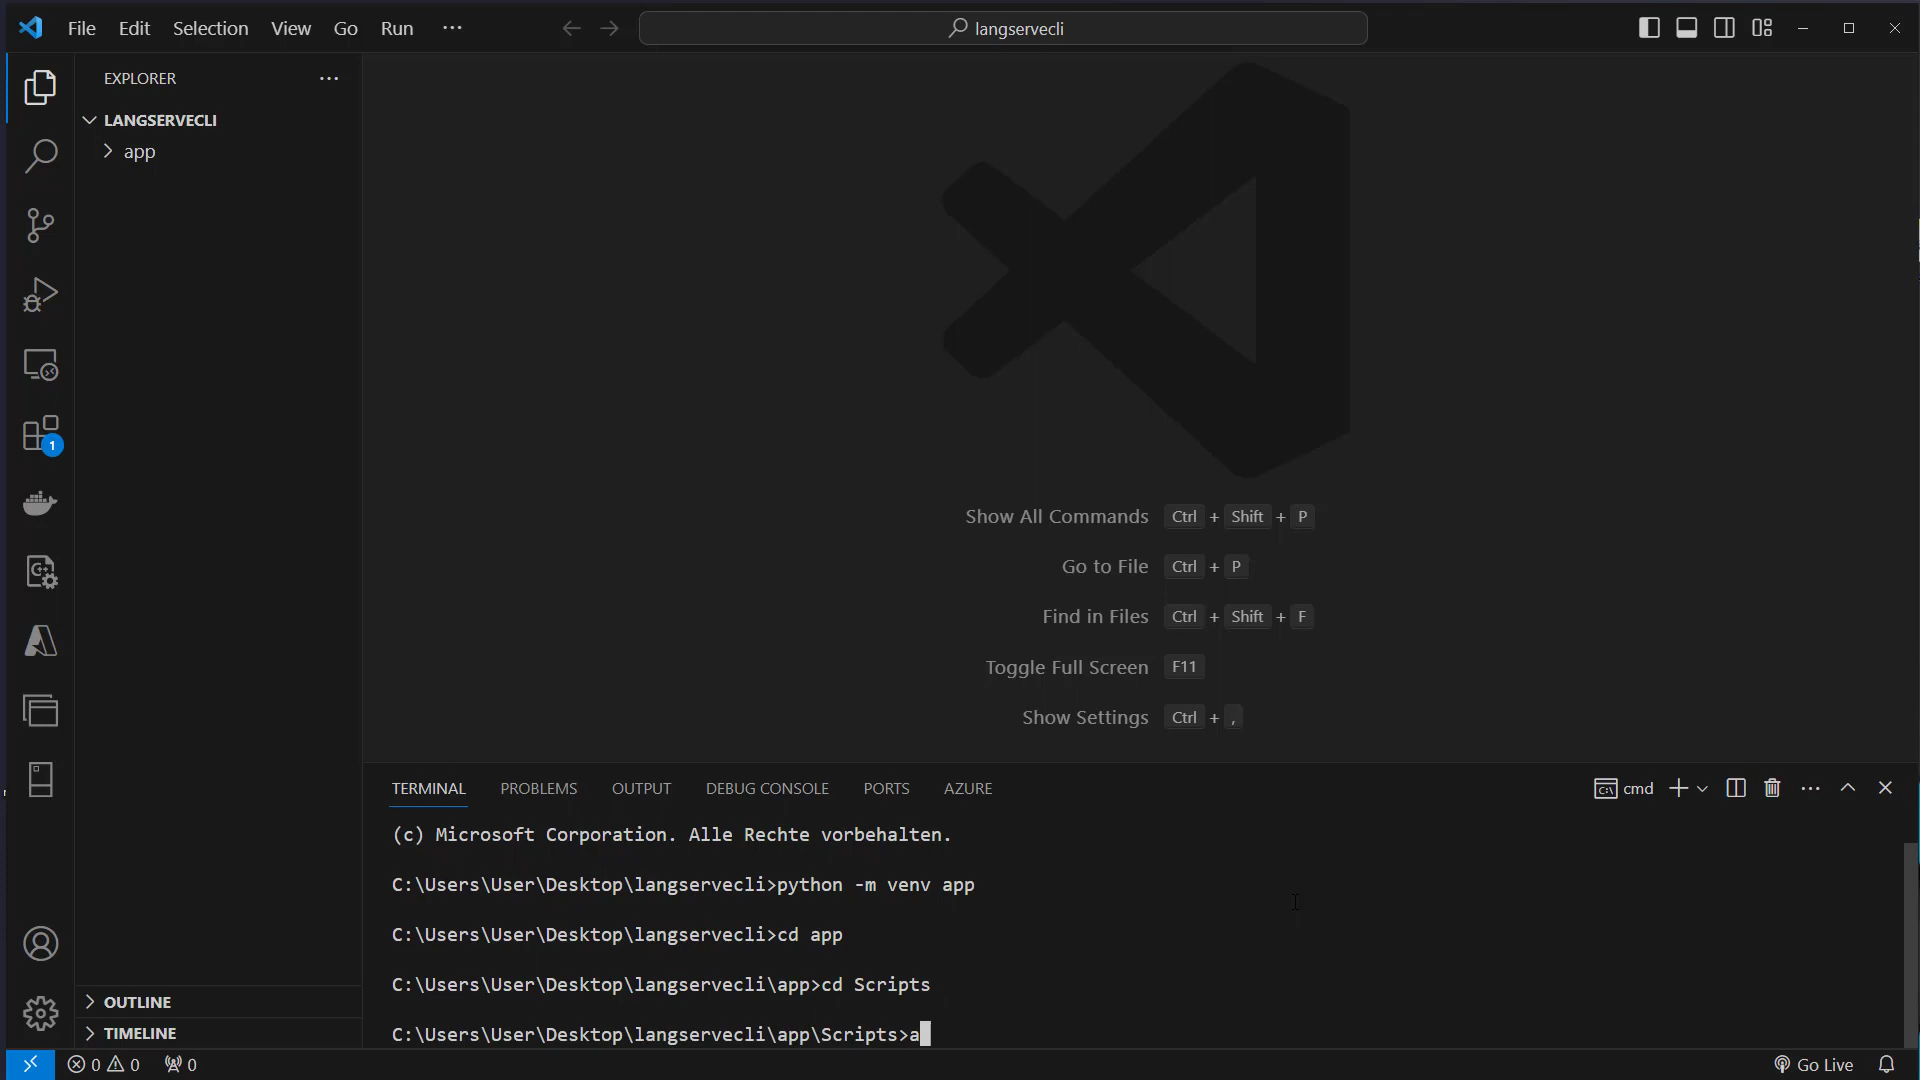 File Edit Selection View Go Run ···
langservecli
EXPLORER ···
LANGSERVECLI
app
1
Show All Commands Ctrl + Shift + P
Go to File Ctrl + P
Find in Files Ctrl + Shift + F
Toggle Full Screen F11
Show Settings Ctrl + ,
TERMINAL PROBLEMS OUTPUT DEBUG CONSOLE PORTS AZURE
cmd
(c) Microsoft Corporation. Alle Rechte vorbehalten.
C:\Users\User\Desktop\langservecli>python -m venv app
C:\Users\User\Desktop\langservecli>cd app
C:\Users\User\Desktop\langservecli\app>cd Scripts
C:\Users\User\Desktop\langservecli\app\Scripts>a
OUTLINE
TIMELINE
0 0 0
Go Live